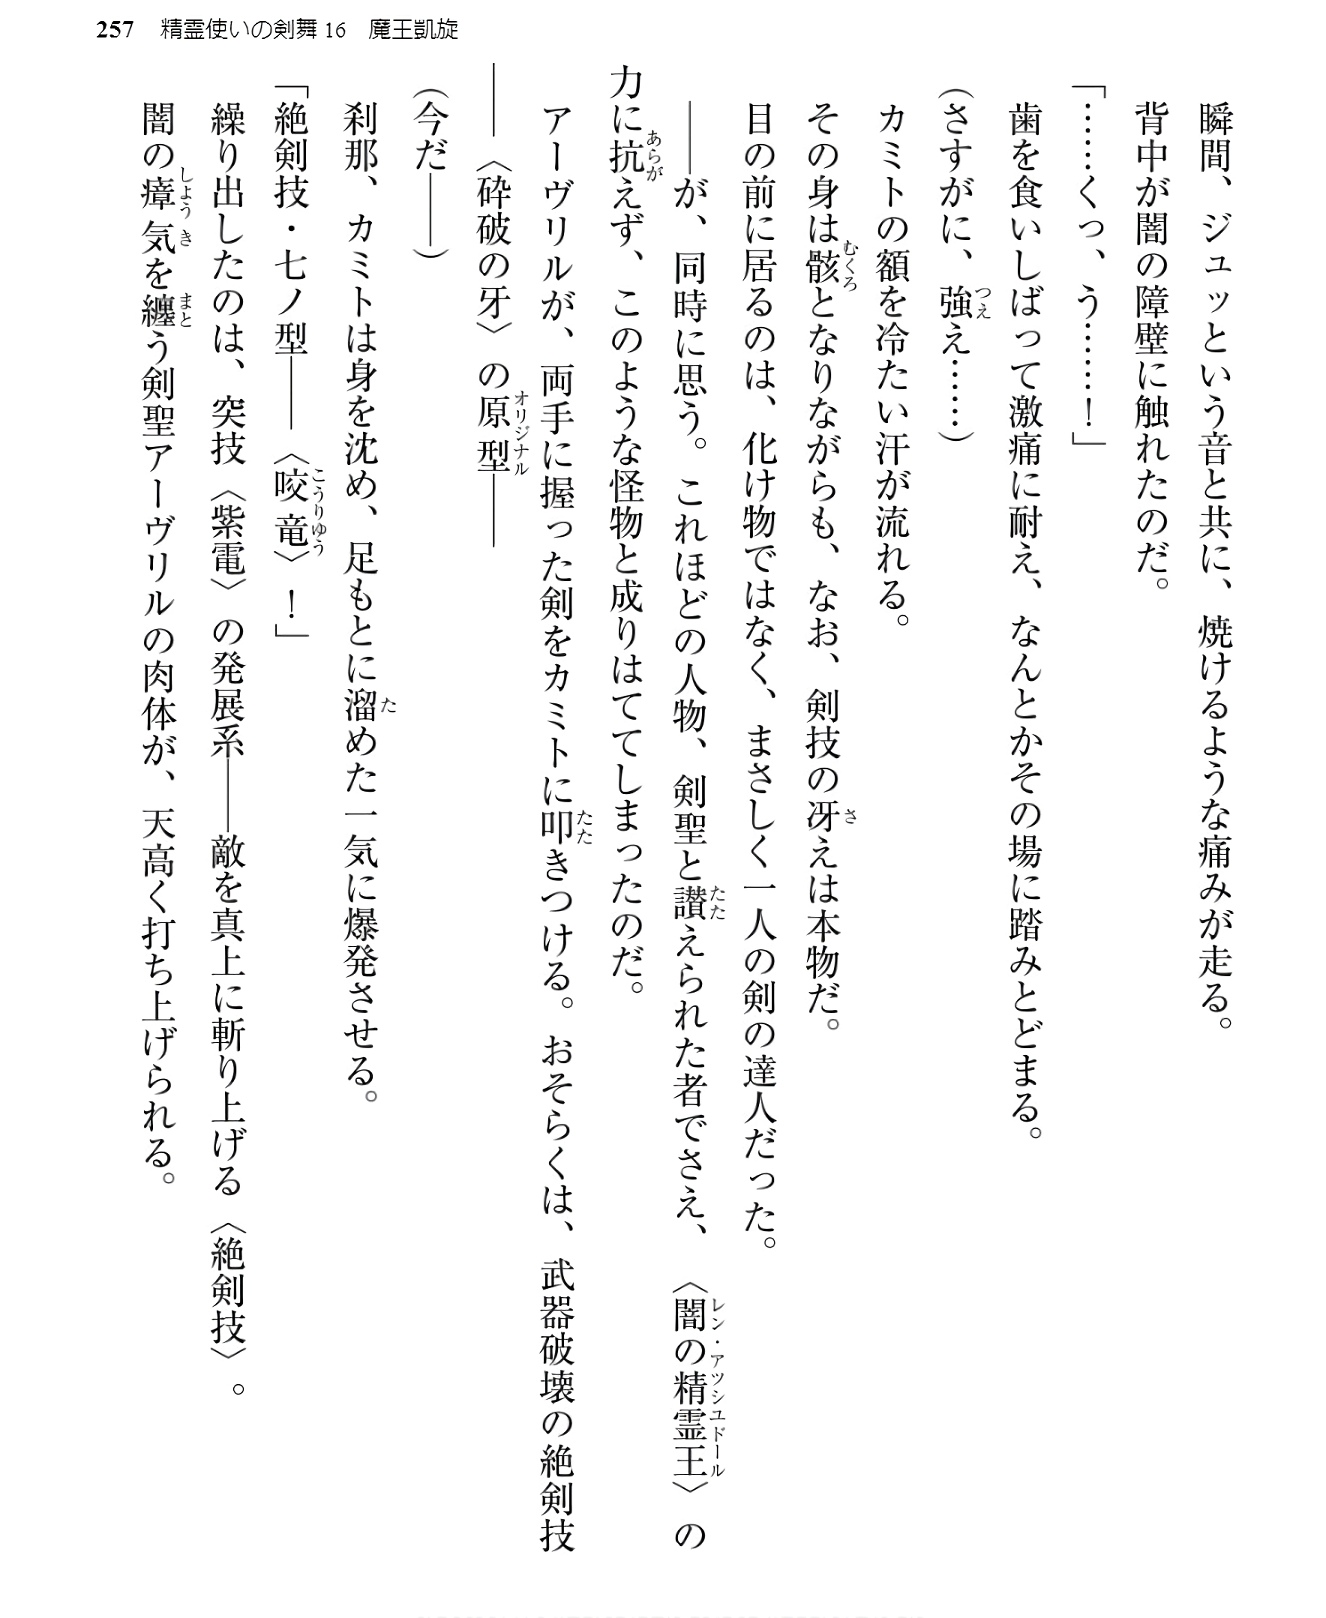 257　精霊使いの剣舞16　魔王凱旋
瞬間、ジュッという音と共に、焼けるような痛みが走る。
背中が闇の障壁に触れたのだ。
「……くっ、う……！」
歯を食いしばって激痛に耐え、なんとかその場に踏みとどまる。
（さすがに、強え……）
カミトの額を冷たい汗が流れる。
その身は骸となりながらも、なお、剣技の冴えは本物だ。
目の前に居るのは、化け物ではなく、まさしく一人の剣の達人だった。
――が、同時に思う。これほどの人物、剣聖と讃えられた者でさえ、〈闇の精霊王〉の
力に抗えず、このような怪物と成りはててしまったのだ。
アーヴリルが、両手に握った剣をカミトに叩きつける。おそらくは、武器破壊の絶剣技
――〈砕破の牙〉の原型――
（今だ――）
刹那、カミトは身を沈め、足もとに溜めた一気に爆発させる。
「絶剣技・七ノ型――〈咬竜〉！」
繰り出したのは、突技〈紫電〉の発展系――敵を真上に斬り上げる〈絶剣技〉。
闇の瘴気を纏う剣聖アーヴリルの肉体が、天高く打ち上げられる。